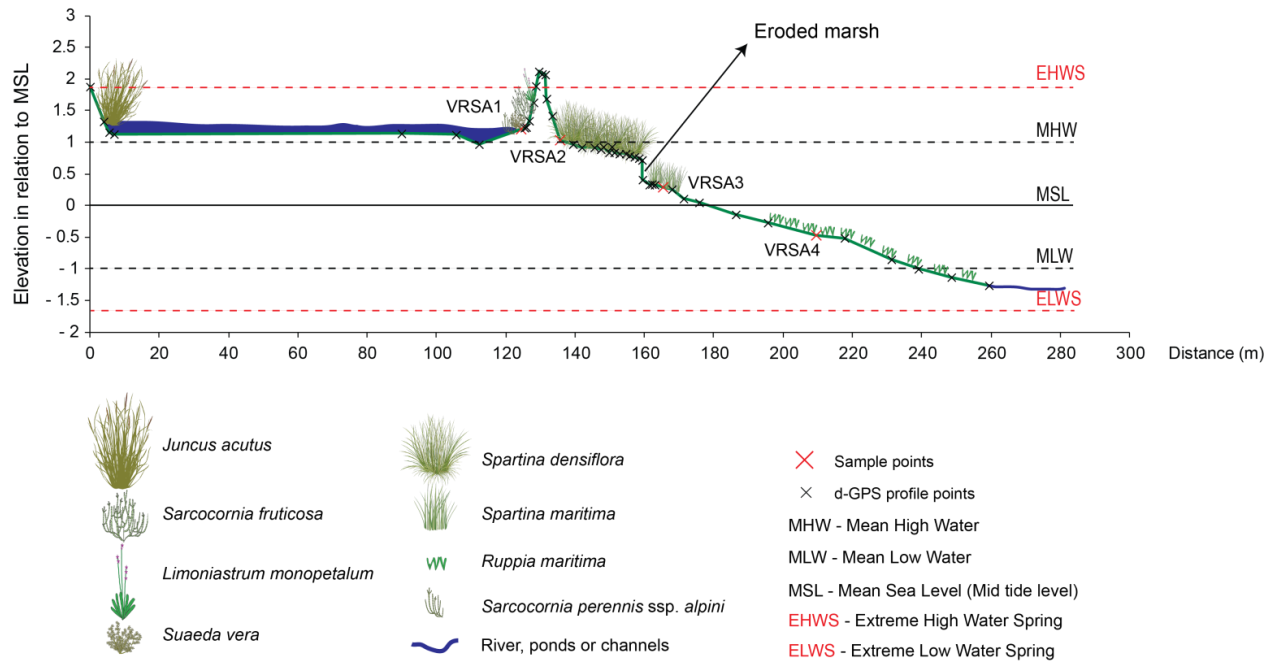 Elevation in relation to MSL
3
2.5
2
1.5
1
0.5
0
- 0.5
- 1
- 1.5
- 2
Eroded marsh
EHWS
VRSA1
MHW
VRSA2
VRSA3
MSL
VRSA4
MLW
ELWS
0 20 40 60 80 100 120 140 160 180 200 220 240 260 280 300 Distance (m)
Juncus acutus
Sarcocornia fruticosa
Limoniastrum monopetalum
Suaeda vera
Spartina densiflora
Spartina maritima
Ruppia maritima
Sarcocornia perennis ssp. alpini
River, ponds or channels
Sample points
d-GPS profile points
MHW - Mean High Water
MLW - Mean Low Water
MSL - Mean Sea Level (Mid tide level)
EHWS - Extreme High Water Spring
ELWS - Extreme Low Water Spring